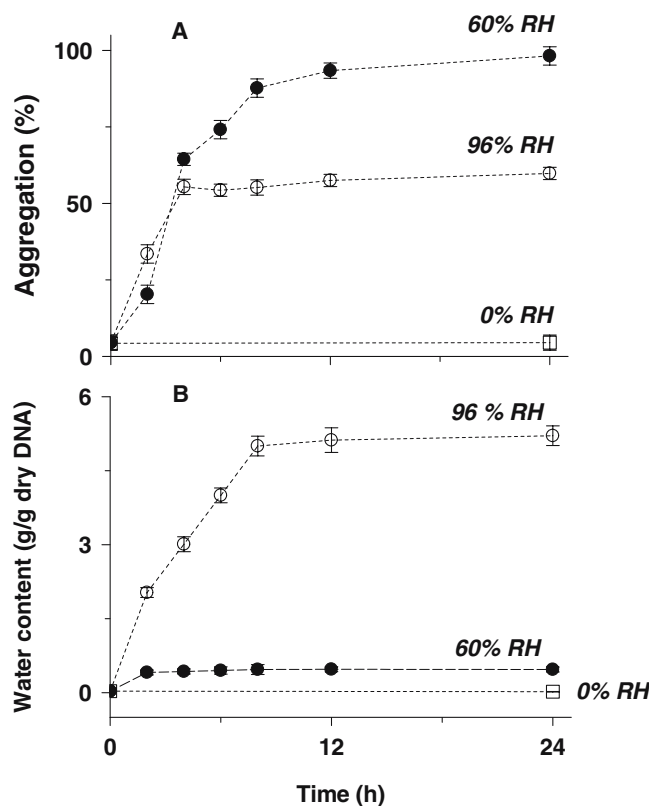 A
60% RH
100
96% RH
50
0% RH
0
Aggregation (%)
B
6
96 % RH
3
60% RH
0
0% RH
Water content (g/g dry DNA)
0
12
24
Time (h)